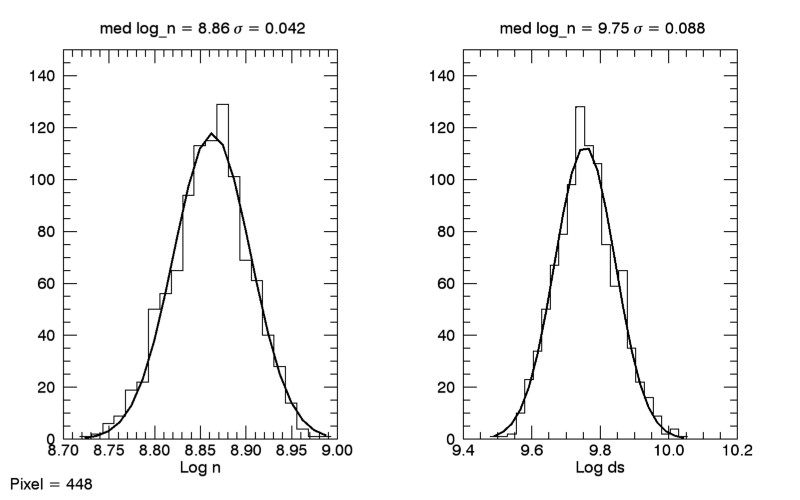 med log_n = 8.86 σ = 0.042
med log_n = 9.75 σ = 0.088
140
120
100
80
60
40
20
0
8.70 8.75 8.80 8.85 8.90 8.95 9.00
Log n
140
120
100
80
60
40
20
0
9.4 9.6 9.8 10.0 10.2
Log ds
Pixel = 448